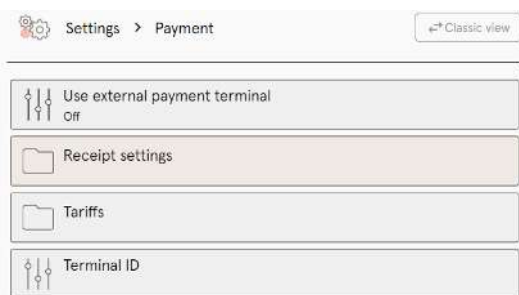 Settings > Payment
Classic view
Use external payment terminal
Off
Receipt settings
Tariffs
Terminal ID